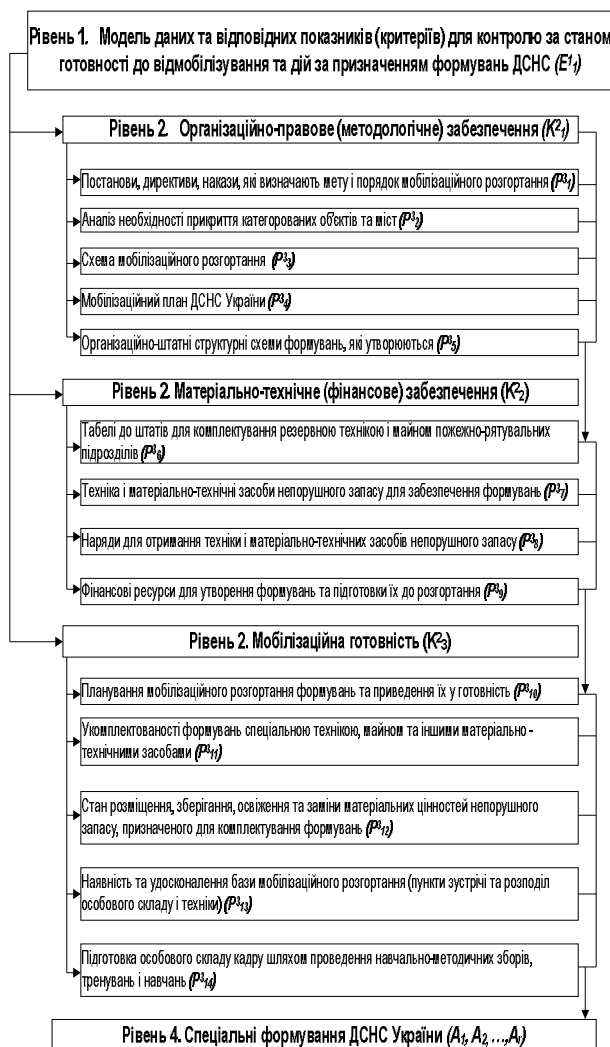 Рівень 1. Модель даних та відповідних показників (критеріїв) для контролю за станом
готовності до відмобілізування та дій за призначенням формувань ДСНС (E¹₁)
Рівень 2. Організаційно-правове (методологічне) забезпечення (K²₁)
Постанови, директиви, накази, які визначають мету і порядок мобілізаційного розгортання (P³₁)
Аналіз необхідності прикриття категорованих об'єктів та міст (P³₂)
Схема мобілізаційного розгортання (P³₃)
Мобілізаційний план ДСНС України (P³₄)
Організаційно-штатні структурні схеми формувань, які утворюються (P³₅)
Рівень 2. Матеріально-технічне (фінансове) забезпечення (K²₂)
Табелі до штатів для комплектування резервною технікою і майном пожежно-рятувальних
підрозділів (P³₆)
Техніка і матеріально-технічні засоби непорушного запасу для забезпечення формувань (P³₇)
Наряди для отримання техніки і матеріально-технічних засобів непорушного запасу (P³₈)
Фінансові ресурси для утворення формувань та підготовки їх до розгортання (P³₉)
Рівень 2. Мобілізаційна готовність (K²₃)
Планування мобілізаційного розгортання формувань та приведення їх у готовність (P³₁₀)
Укомплектованості формувань спеціальною технікою, майном та іншими матеріально -
технічними засобами (P³₁₁)
Стан розміщення, зберігання, освіження та заміни матеріальних цінностей непорушного
запасу, призначеного для комплектування формувань (P³₁₂)
Наявність та удосконалення бази мобілізаційного розгортання (пункти зустрічі та розподіл
особового складу і техніки) (P³₁₃)
Підготовка особового складу кадру шляхом проведення навчально-методичних зборів,
тренувань і навчань (P³₁₄)
Рівень 4. Спеціальні формування ДСНС України (A₁, A₂, ...,Aᵢ)